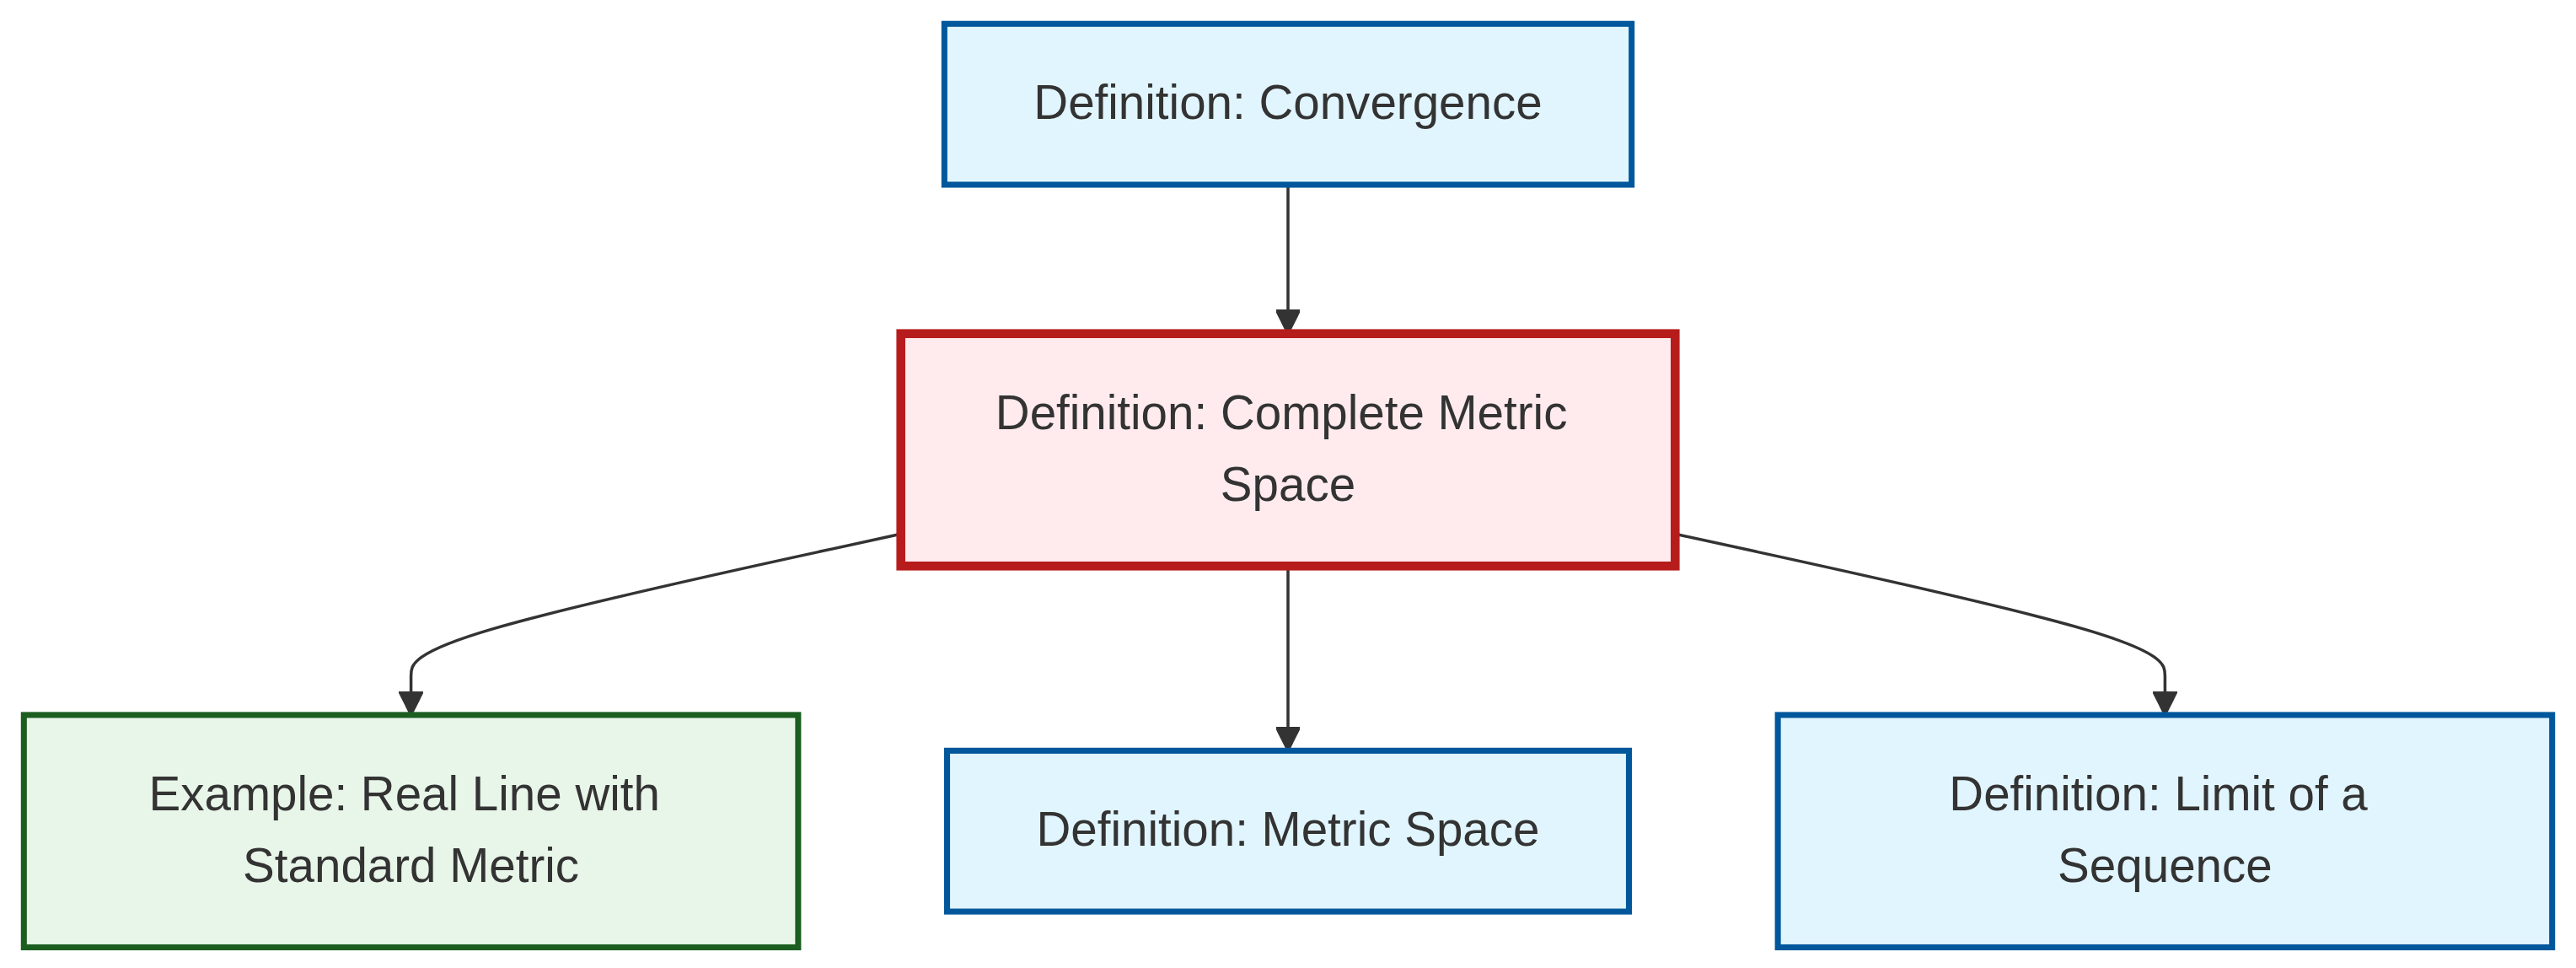 Definition: Convergence
Definition: Complete Metric
Space
Example: Real Line with
Standard Metric
Definition: Metric Space
Definition: Limit of a
Sequence